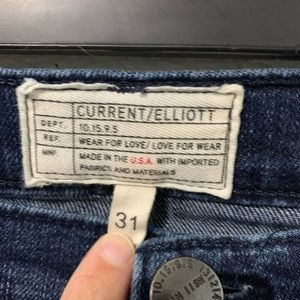 CURRENT/ELLIOTT
DEPT. 10.15.9.5
REF. WEAR FOR LOVE/ LOVE FOR WEAR
MNF. MADE IN THE U.S.A. WITH IMPORTED
FABRICS AND MATERIALS
31